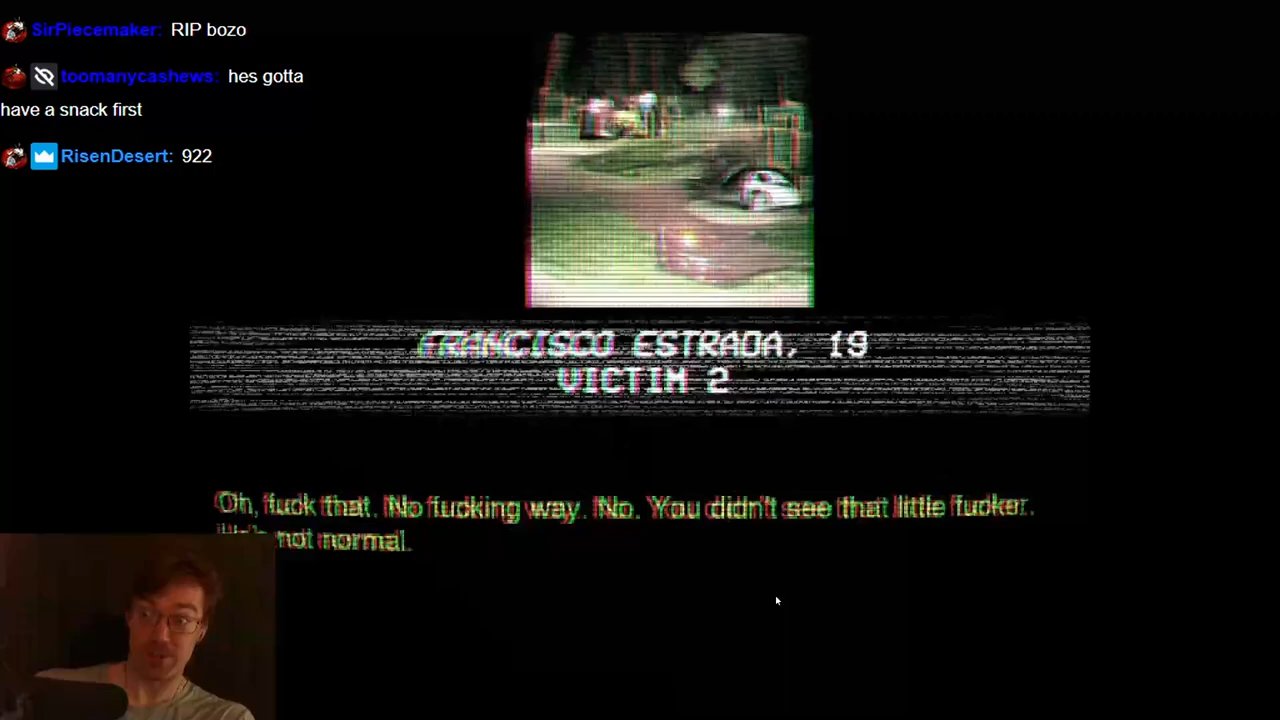 SirPiecemaker: RIP bozo
toomanycashews: hes gotta
have a snack first
RisenDesert: 922
FRANCISCO ESTRADA, 19
VICTIM 2
Oh, fuck that. No fucking way. No. You didn't see that little fucker.
not normal.